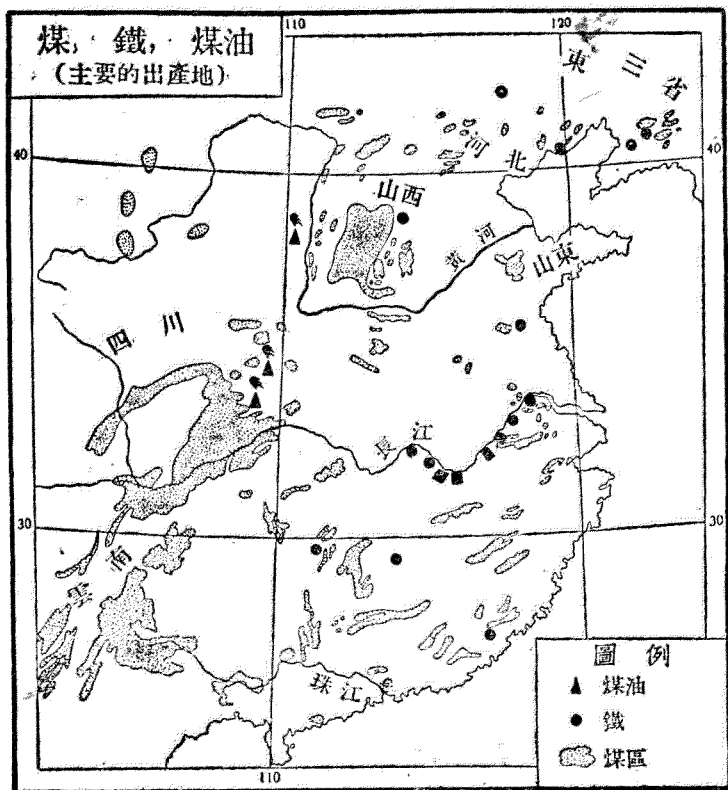 煤, 鐵, 煤油
(主要的出產地)
110
120
東三省
40
河北
40
山西
黃河
山東
四川
長江
30
30
雲南
珠江
圖例
煤油
鐵
煤區
110
120